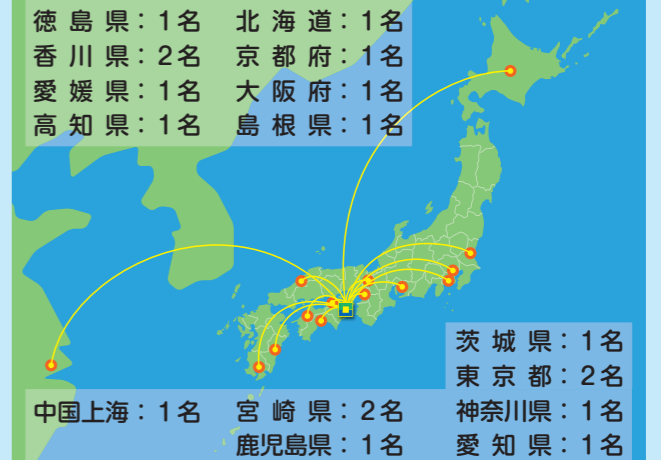 徳島県：1名 北海道：1名
香川県：2名 京都府：1名
愛媛県：1名 大阪府：1名
高知県：1名 島根県：1名
茨城県：1名
東京都：2名
中国上海：1名 宮崎県：2名 神奈川県：1名
鹿児島県：1名 愛知県：1名